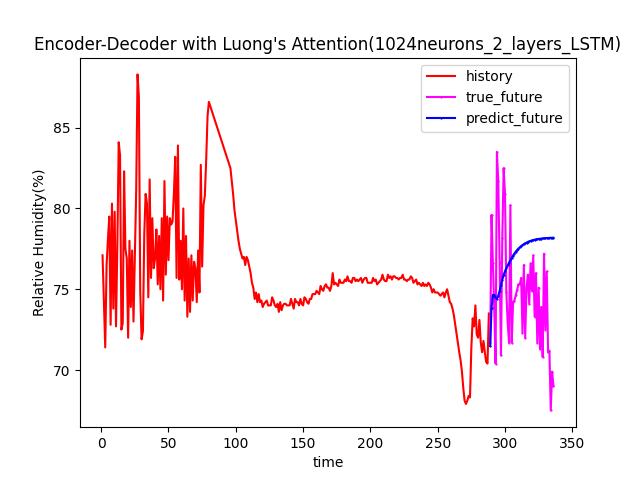 Encoder-Decoder with Luong's Attention(1024neurons_2_layers_LSTM)
history
true_future
predict_future
Relative Humidity(%)
85
80
75
70
0 50 100 150 200 250 300 350
time